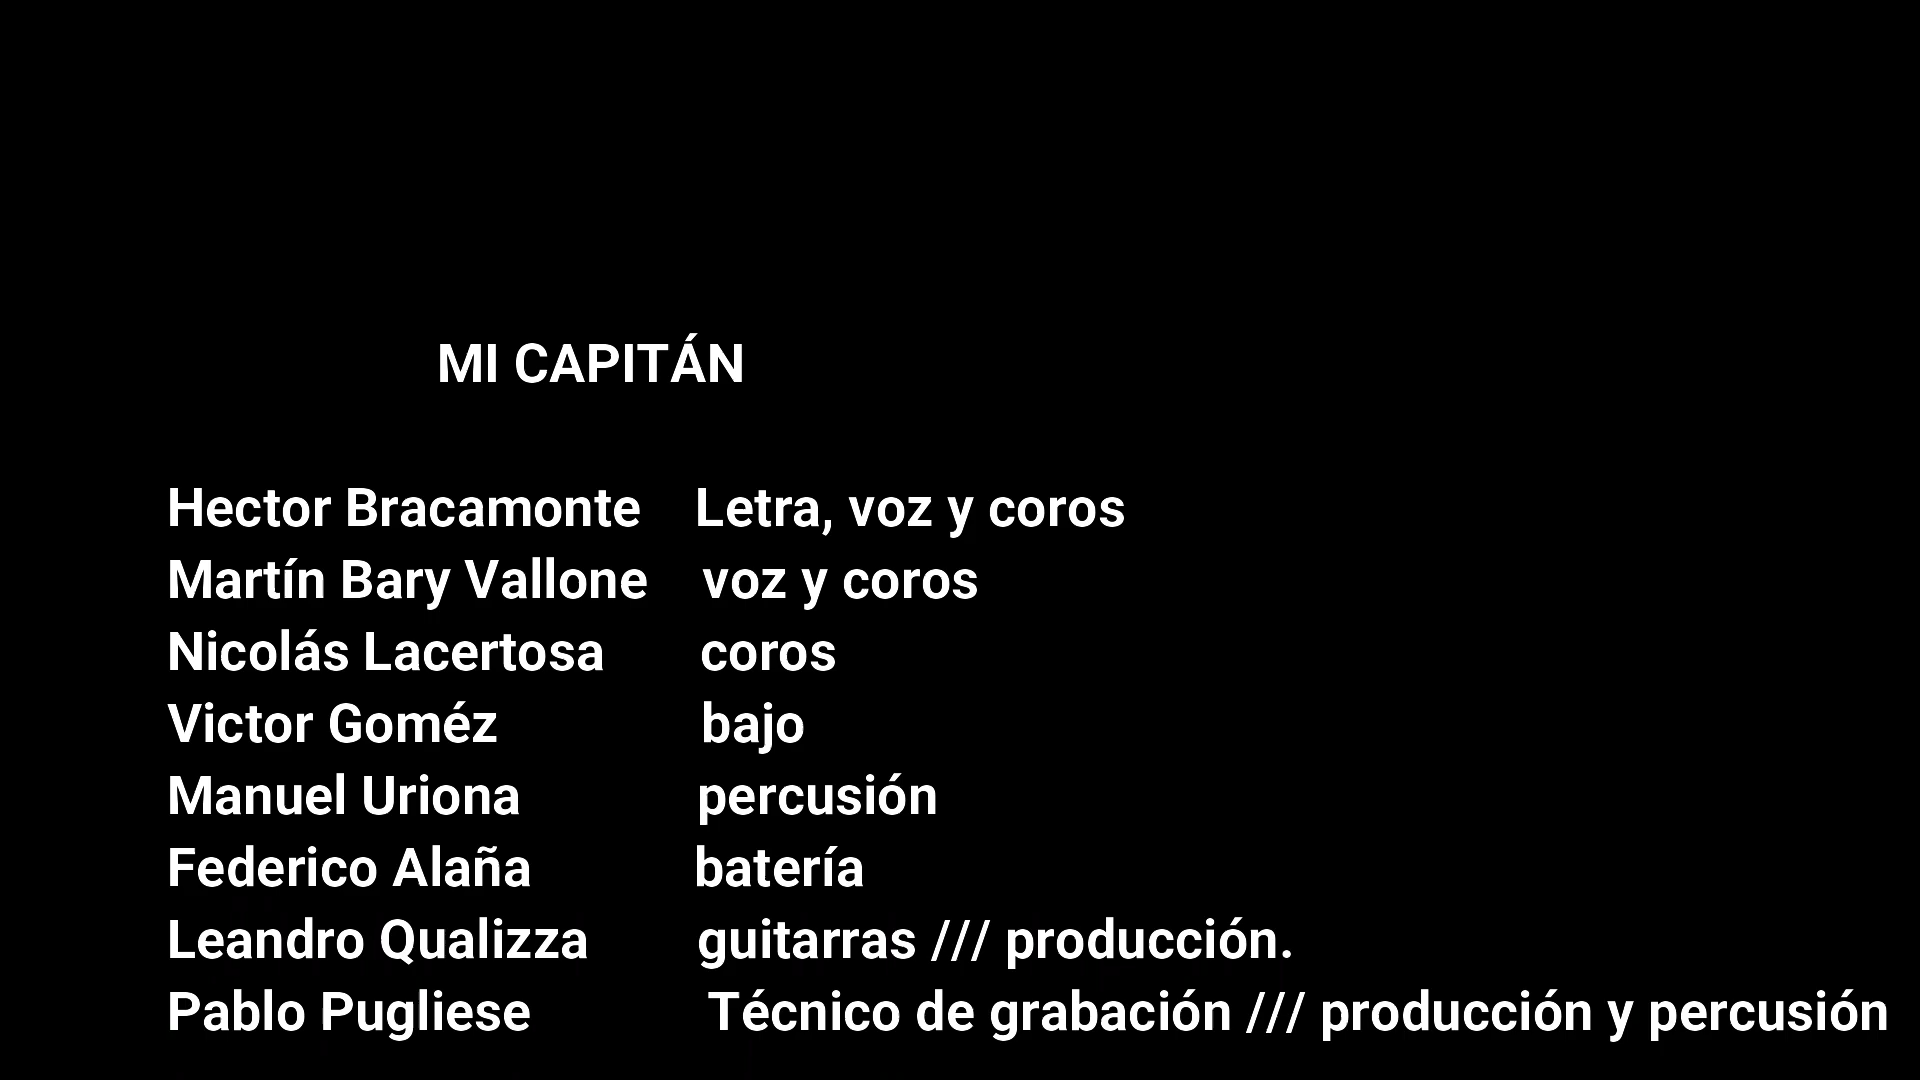 MI CAPITÁN
Hector Bracamonte Letra, voz y coros
Martín Bary Vallone voz y coros
Nicolás Lacertosa coros
Victor Goméz bajo
Manuel Uriona percusión
Federico Alaña batería
Leandro Qualizza guitarras /// producción.
Pablo Pugliese Técnico de grabación /// producción y percusión